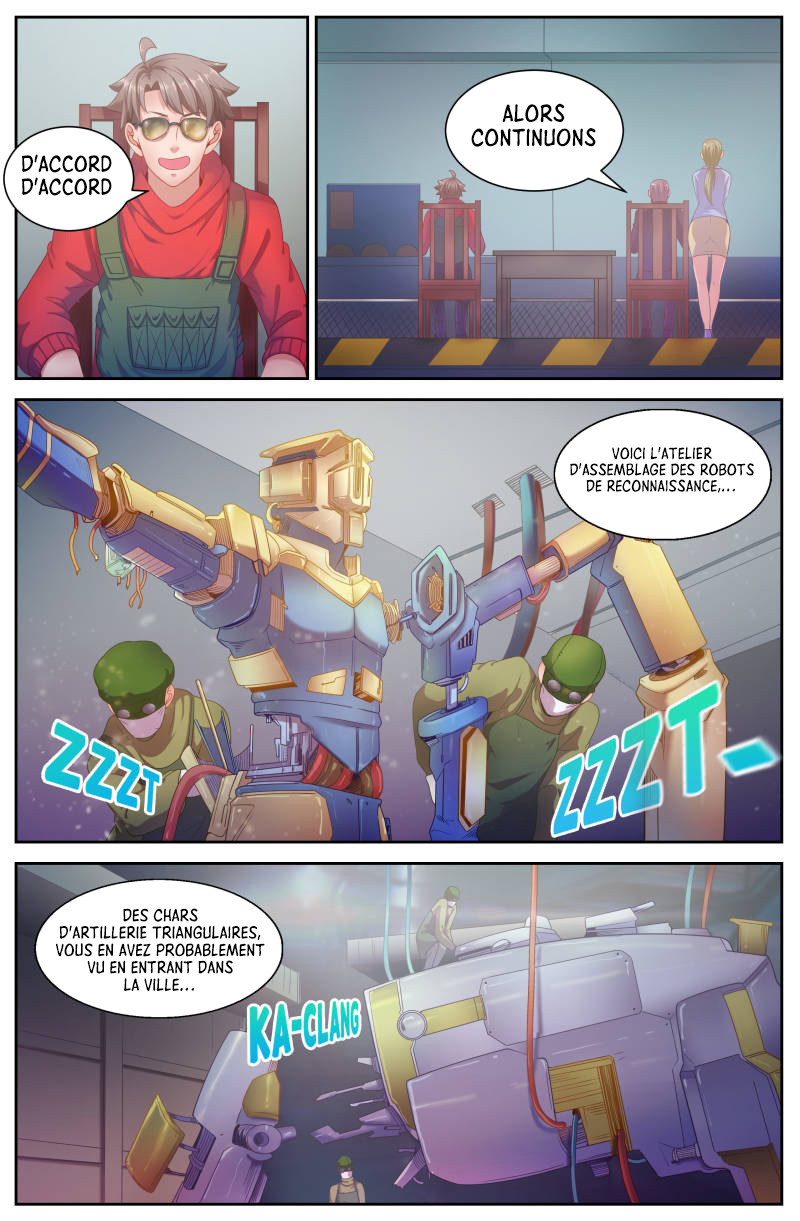 D'ACCORD
D'ACCORD
ALORS
CONTINUONS
VOICI L'ATELIER
D'ASSEMBLAGE DES ROBOTS
DE RECONNAISSANCE,...
ZZZT
ZZZT-
DES CHARS
D'ARTILLERIE TRIANGULAIRES,
VOUS EN AVEZ PROBABLEMENT
VU EN ENTRANT DANS
LA VILLE...
KA-CLANG